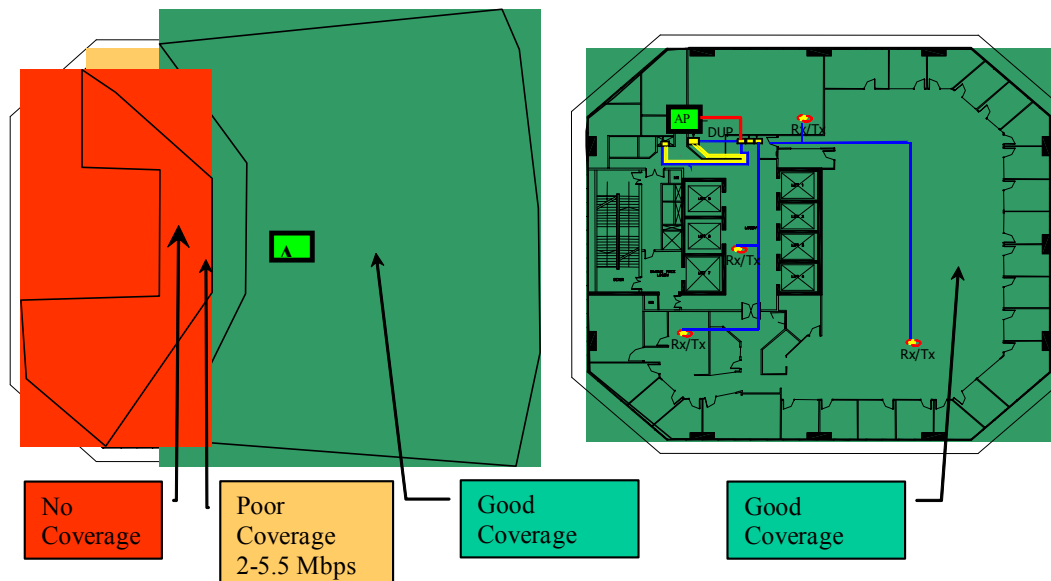 AP
DUP
Rx/Tx
LOBBY
Rx/Tx
Rx/Tx
Rx/Tx
No
Coverage
Poor
Coverage
2-5.5 Mbps
Good
Coverage
Good
Coverage